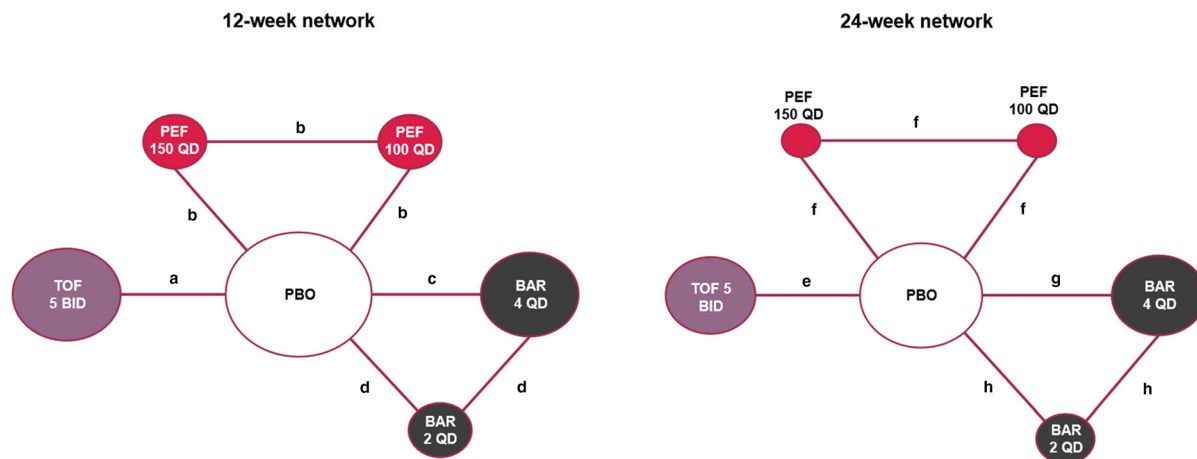 12-week network
24-week network
PEF
150 QD
b
PEF
100 QD
b
b
TOF
5 BID
a
PBO
c
BAR
4 QD
d
d
BAR
2 QD
PEF
150 QD
f
PEF
100 QD
f
f
TOF 5
BID
e
PBO
g
BAR
4 QD
h
h
BAR
2 QD